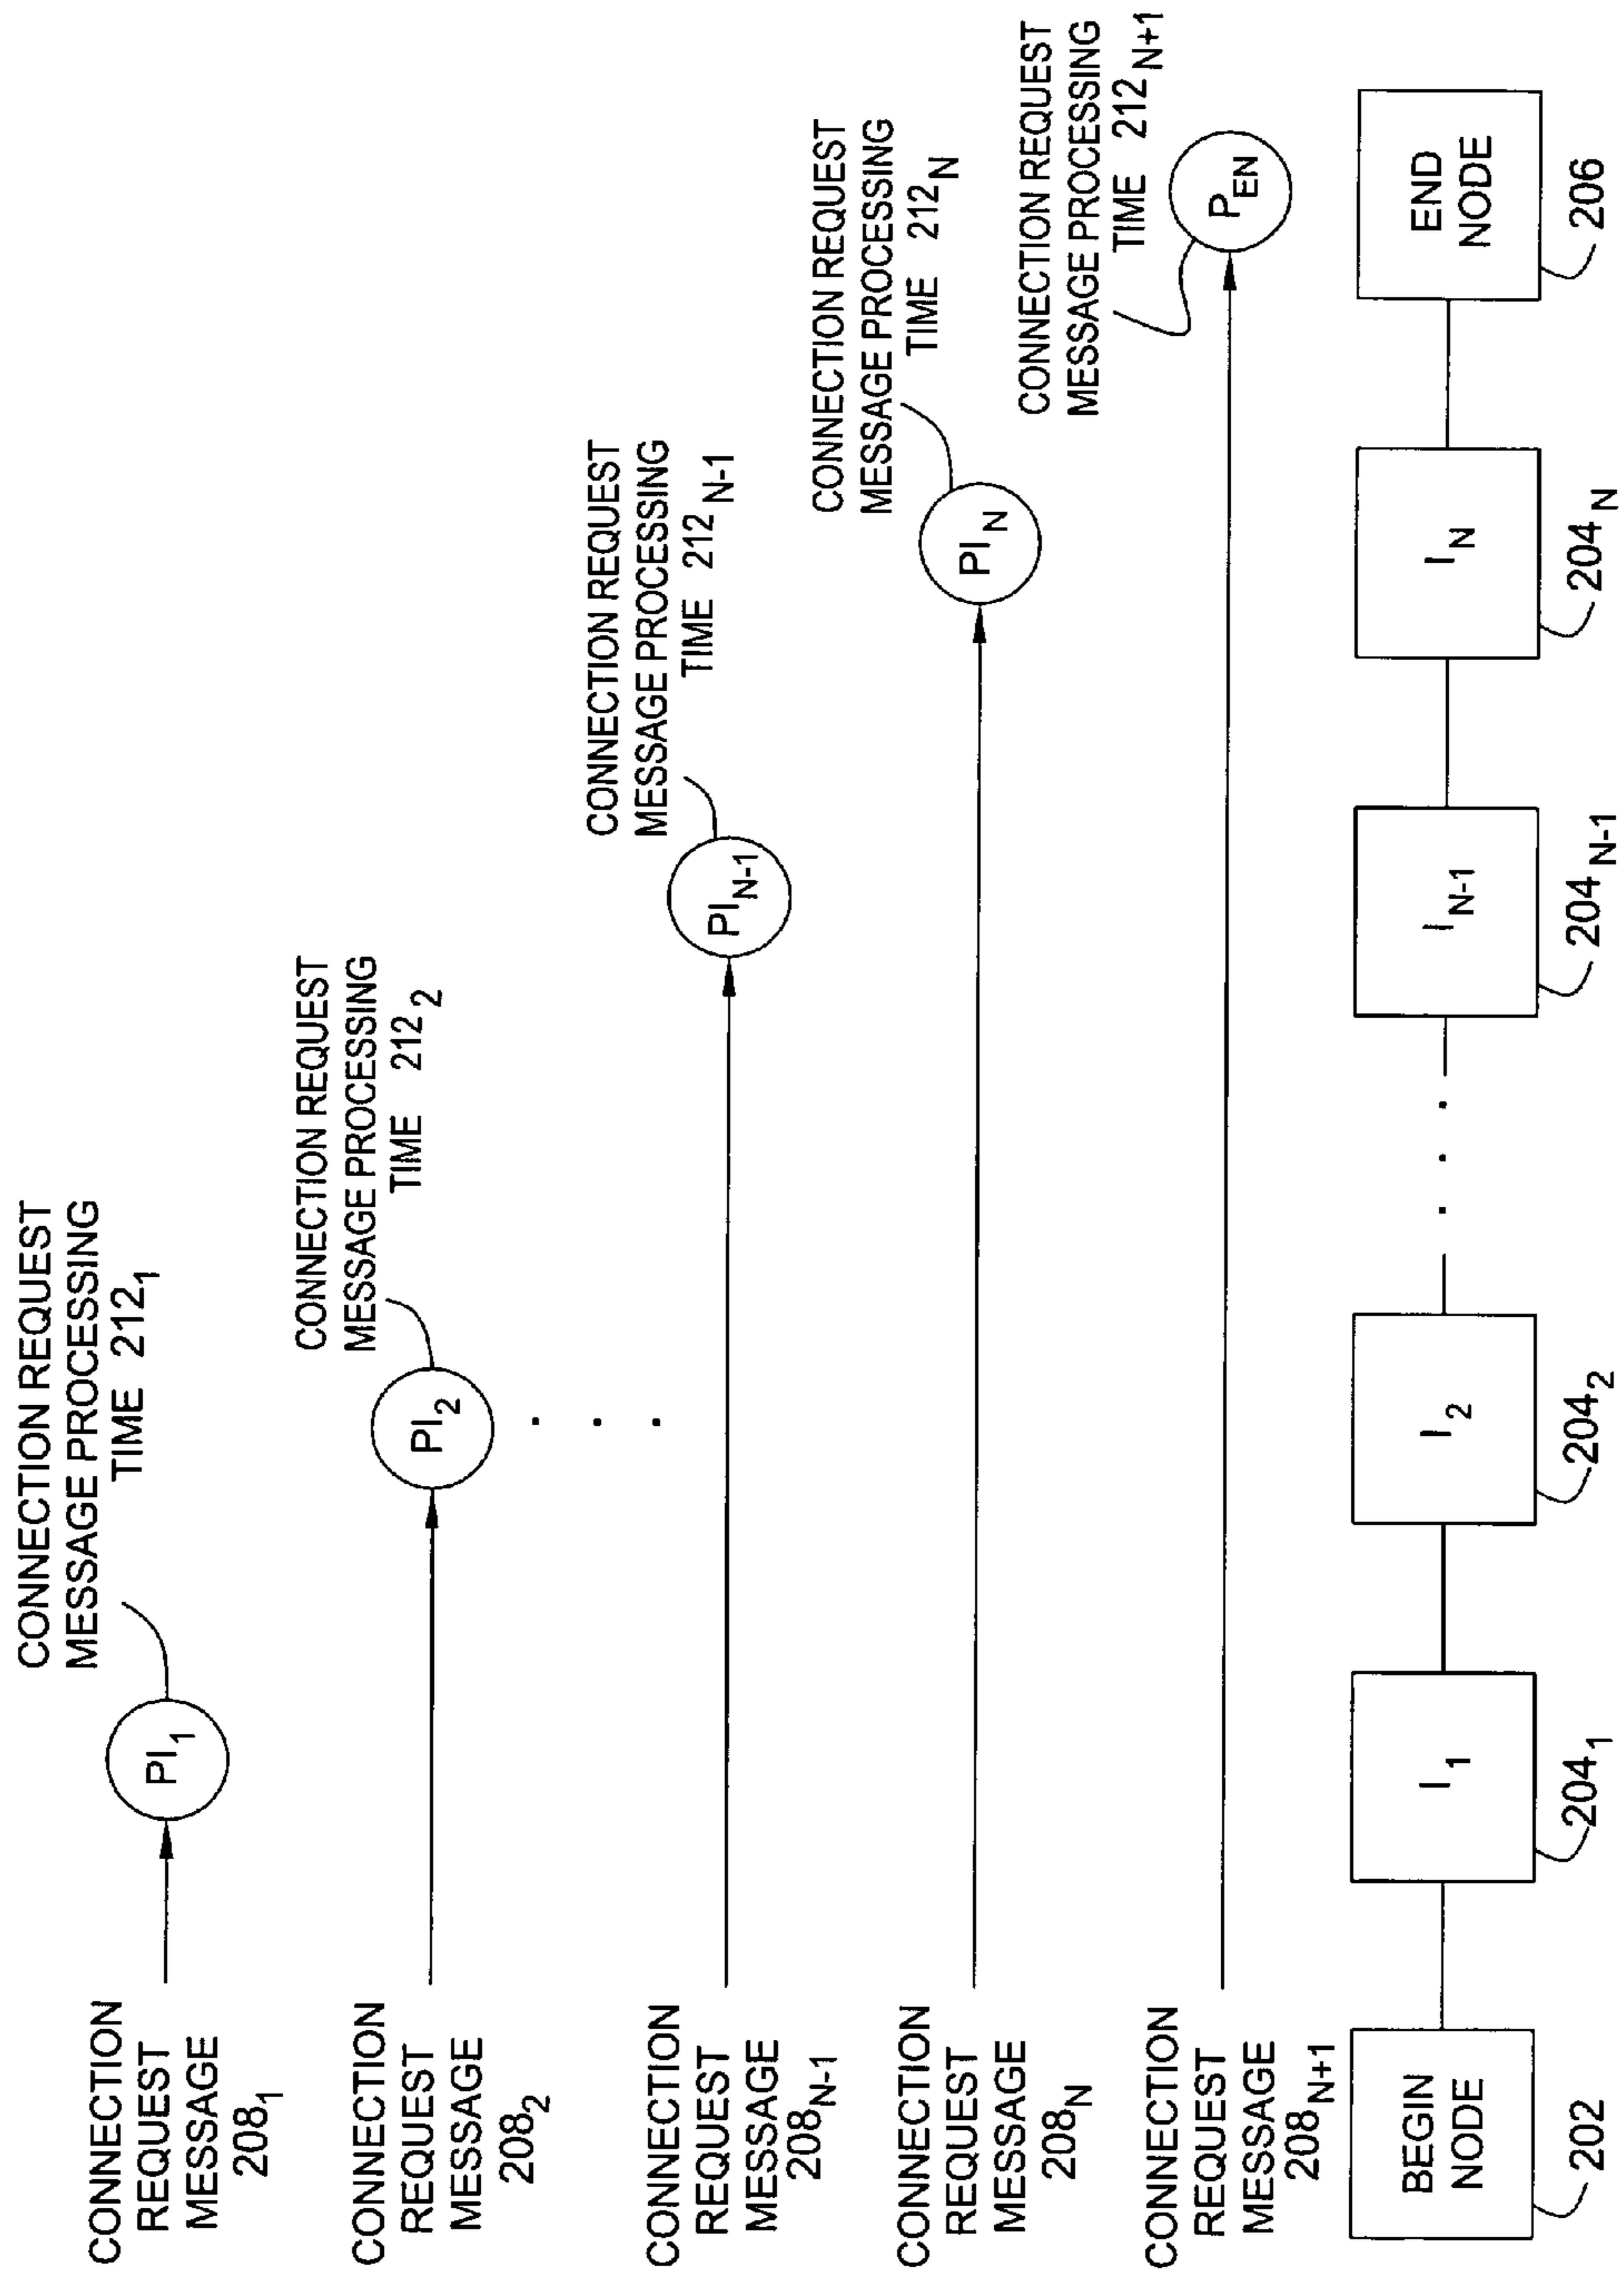 CONNECTION
REQUEST
MESSAGE
208₁
PI₁
CONNECTION REQUEST
MESSAGE PROCESSING
TIME 212₁
CONNECTION
REQUEST
MESSAGE
208₂
PI₂
CONNECTION REQUEST
MESSAGE PROCESSING
TIME 212₂
. . .
CONNECTION
REQUEST
MESSAGE
208N-1
PIN-1
CONNECTION REQUEST
MESSAGE PROCESSING
TIME 212N-1
CONNECTION
REQUEST
MESSAGE
208N
PIN
CONNECTION REQUEST
MESSAGE PROCESSING
TIME 212N
CONNECTION
REQUEST
MESSAGE
208N+1
PEN
CONNECTION REQUEST
MESSAGE PROCESSING
TIME 212N+1
BEGIN
NODE
202
I₁
204₁
I₂
204₂
. . .
IN-1
204N-1
IN
204N
END
NODE
206